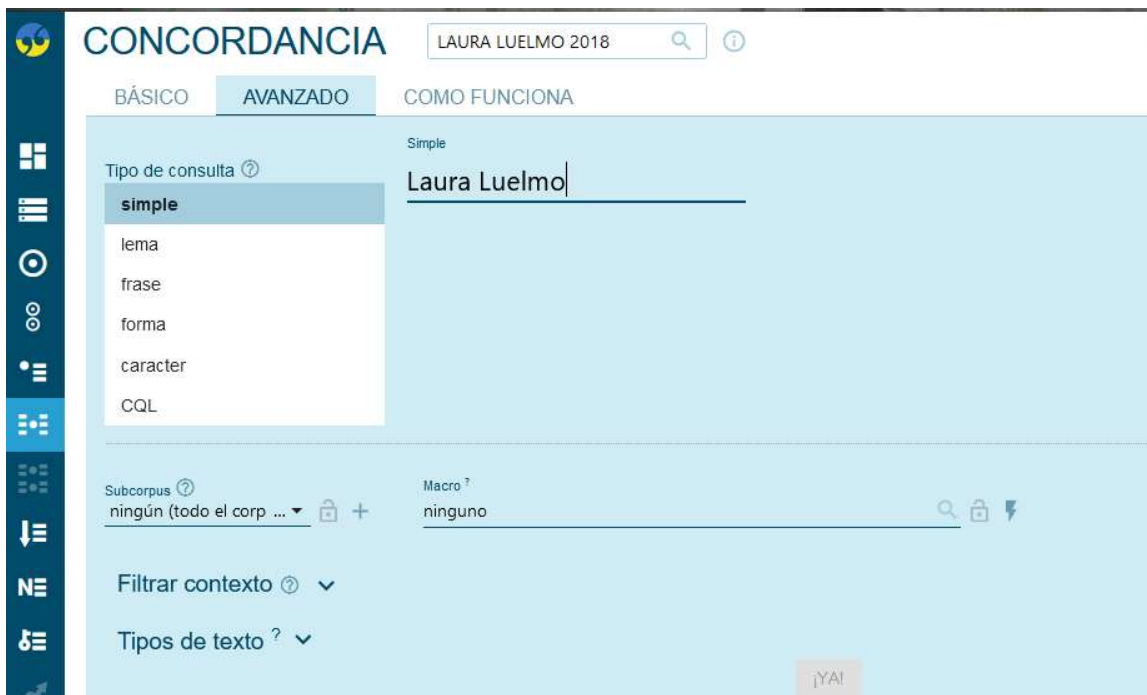 CONCORDANCIA
LAURA LUELMO 2018
BÁSICO AVANZADO COMO FUNCIONA
Tipo de consulta ?
simple
lema
frase
forma
caracter
CQL
Simple
Laura Luelmo
Subcorpus ?
ningún (todo el corp ...
Macro ?
ninguno
Filtrar contexto ?
Tipos de texto ?
¡YA!
N